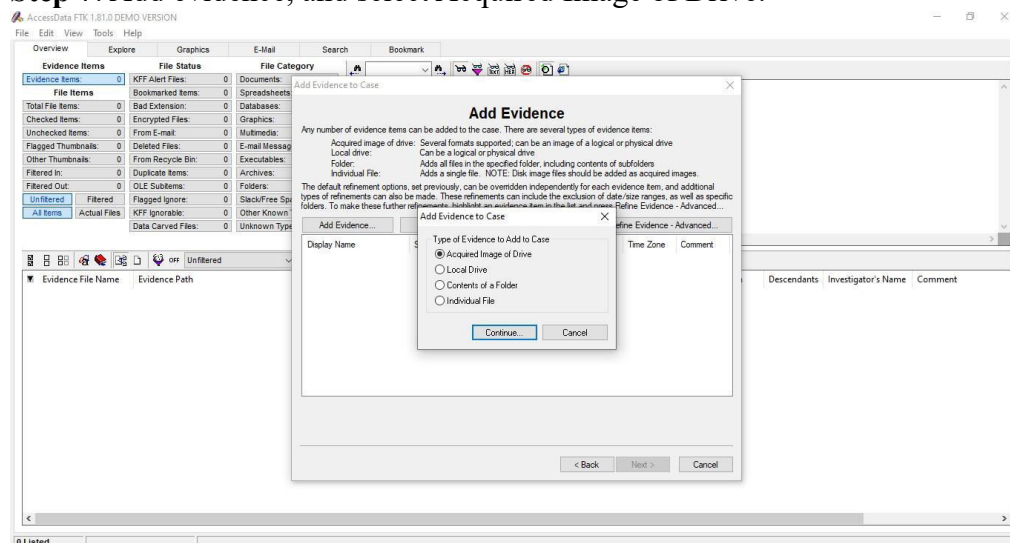 Step 7: Add evidence, and select Acquired Image of Drive.
AccessData FTK 1.81.0 DEMO VERSION
File Edit View Tools Help
Overview Explore Graphics E-Mail Search Bookmark
Evidence Items File Status File Category
Evidence Items: 0 KFF Alert Files: 0 Documents:
File Items Bookmarked Items: 0 Spreadsheets
Total File Items: 0 Bad Extension: 0 Databases:
Checked Items: 0 Encrypted Files: 0 Graphics:
Unchecked Items: 0 From E-mail: 0 Multimedia:
Flagged Thumbnails: 0 Deleted Files: 0 E-mail Messag
Other Thumbnails: 0 From Recycle Bin: 0 Executables:
Filtered In: 0 Duplicate Items: 0 Archives:
Filtered Out: 0 OLE Subitems: 0 Folders:
Unfiltered Filtered Flagged Ignore: 0 Slack/Free Spa
All Items Actual Files KFF Ignorable: 0 Other Known
Data Carved Files: 0 Unknown Type
OFF Unfiltered
Evidence File Name Evidence Path Descendants Investigator's Name Comment
0 Listed
Add Evidence to Case
Add Evidence
Any number of evidence items can be added to the case. There are several types of evidence items:
Acquired image of drive: Several formats supported; can be an image of a logical or physical drive
Local drive: Can be a logical or physical drive
Folder: Adds all files in the specified folder, including contents of subfolders
Individual File: Adds a single file. NOTE: Disk image files should be added as acquired images.
The default refinement options, set previously, can be overridden independently for each evidence item, and additional
types of refinements can also be made. These refinements can include the exclusion of date/size ranges, as well as specific
folders. To make these further refinements, highlight an evidence item in the list and press Refine Evidence - Advanced...
Add Evidence... efine Evidence - Advanced...
Display Name S Time Zone Comment
< Back Next > Cancel
Add Evidence to Case
Type of Evidence to Add to Case
Acquired Image of Drive
Local Drive
Contents of a Folder
Individual File
Continue... Cancel